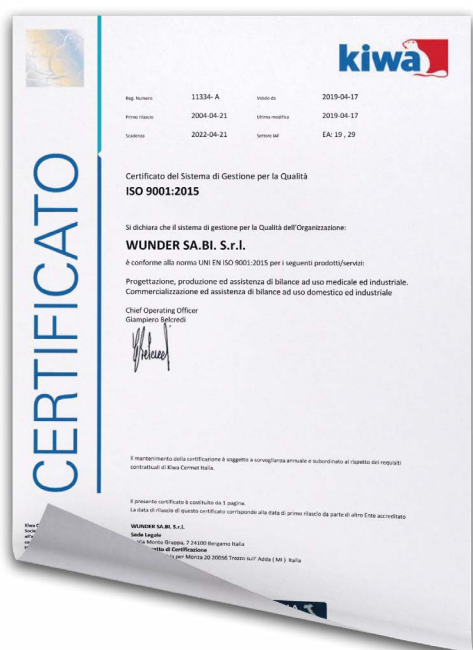 kiwa
Reg. Numero 11334- A Valido da 2019-04-17
Primo rilascio 2004-04-21 Ultima modifica 2019-04-17
Scadenza 2022-04-21 Settore IAF EA: 19 , 29
CERTIFICATO
Certificato del Sistema di Gestione per la Qualità
ISO 9001:2015
Si dichiara che il sistema di gestione per la Qualità dell'Organizzazione:
WUNDER SA.BI. S.r.l.
è conforme alla norma UNI EN ISO 9001:2015 per i seguenti prodotti/servizi:
Progettazione, produzione ed assistenza di bilance ad uso medicale ed industriale.
Commercializzazione ed assistenza di bilance ad uso domestico ed industriale
Chief Operating Officer
Giampiero Belcredi
Il mantenimento della certificazione è soggetto a sorveglianza annuale e subordinato al rispetto dei requisiti
contrattuali di Kiwa Cermet Italia.
Il presente certificato è costituito da 1 pagina.
La data di rilascio di questo certificato corrisponde alla data di primo rilascio da parte di altro Ente accreditato
WUNDER SA.BI. S.r.l.
Sede Legale
Monte Grappa, 7 24100 Bergamo Italia
di Certificazione
per Monza 20 20056 Trezzo sull' Adda ( MI ) Italia